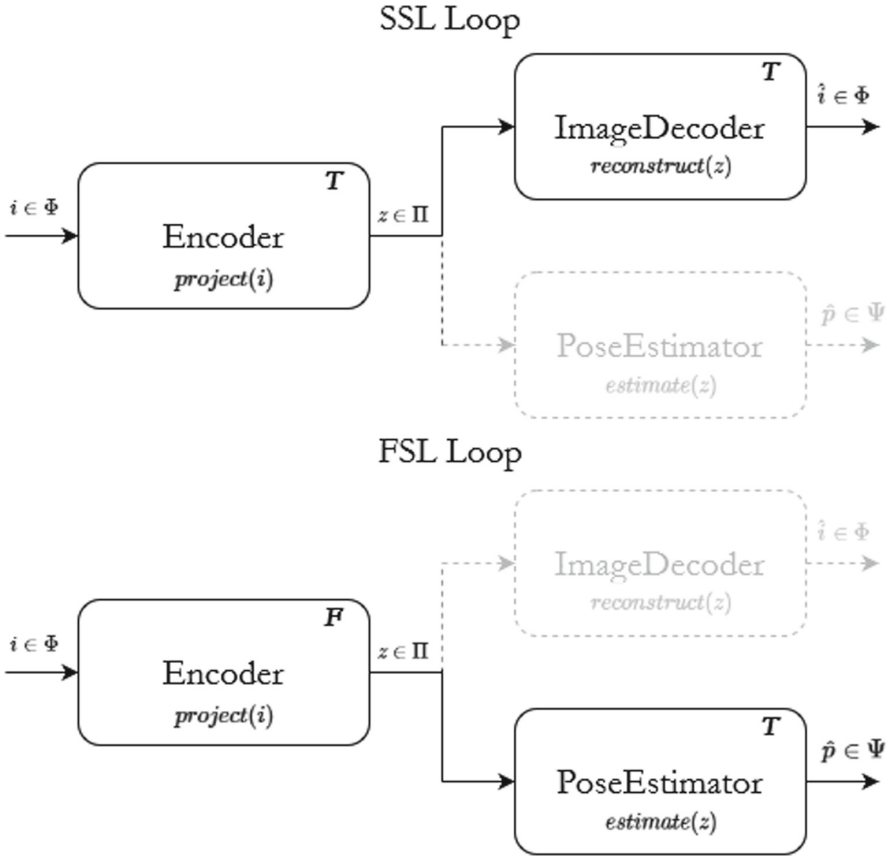 SSL Loop
T
ImageDecoder
reconstruct(z)
î ∈ Φ
i ∈ Φ
T
Encoder
project(i)
z ∈ Π
PoseEstimator
estimate(z)
p̂ ∈ Ψ
FSL Loop
ImageDecoder
reconstruct(z)
î ∈ Φ
i ∈ Φ
F
Encoder
project(i)
z ∈ Π
T
PoseEstimator
estimate(z)
p̂ ∈ Ψ